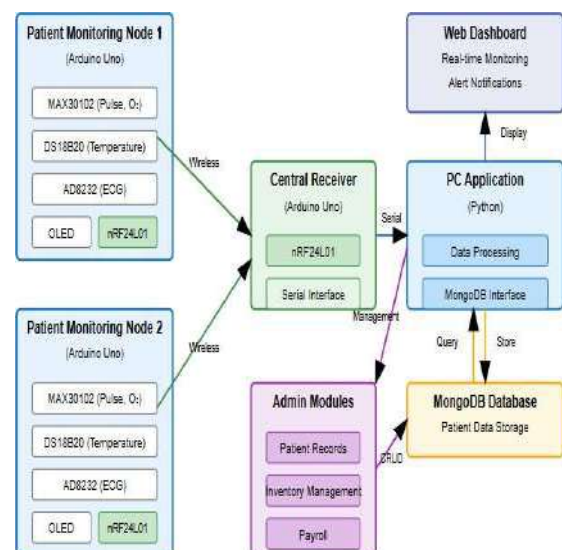 Patient Monitoring Node 1
(Arduino Uno)
MAX30102 (Pulse, O₂)
DS18B20 (Temperature)
AD8232 (ECG)
OLED
nRF24L01
Wireless
Patient Monitoring Node 2
(Arduino Uno)
MAX30102 (Pulse, O₂)
DS18B20 (Temperature)
AD8232 (ECG)
OLED
nRF24L01
Wireless
Central Receiver
(Arduino Uno)
nRF24L01
Serial Interface
Serial
Web Dashboard
Real-time Monitoring
Alert Notifications
Display
PC Application
(Python)
Data Processing
MongoDB Interface
Management
Query
Store
Admin Modules
Patient Records
Inventory Management
Payroll
CRUD
MongoDB Database
Patient Data Storage